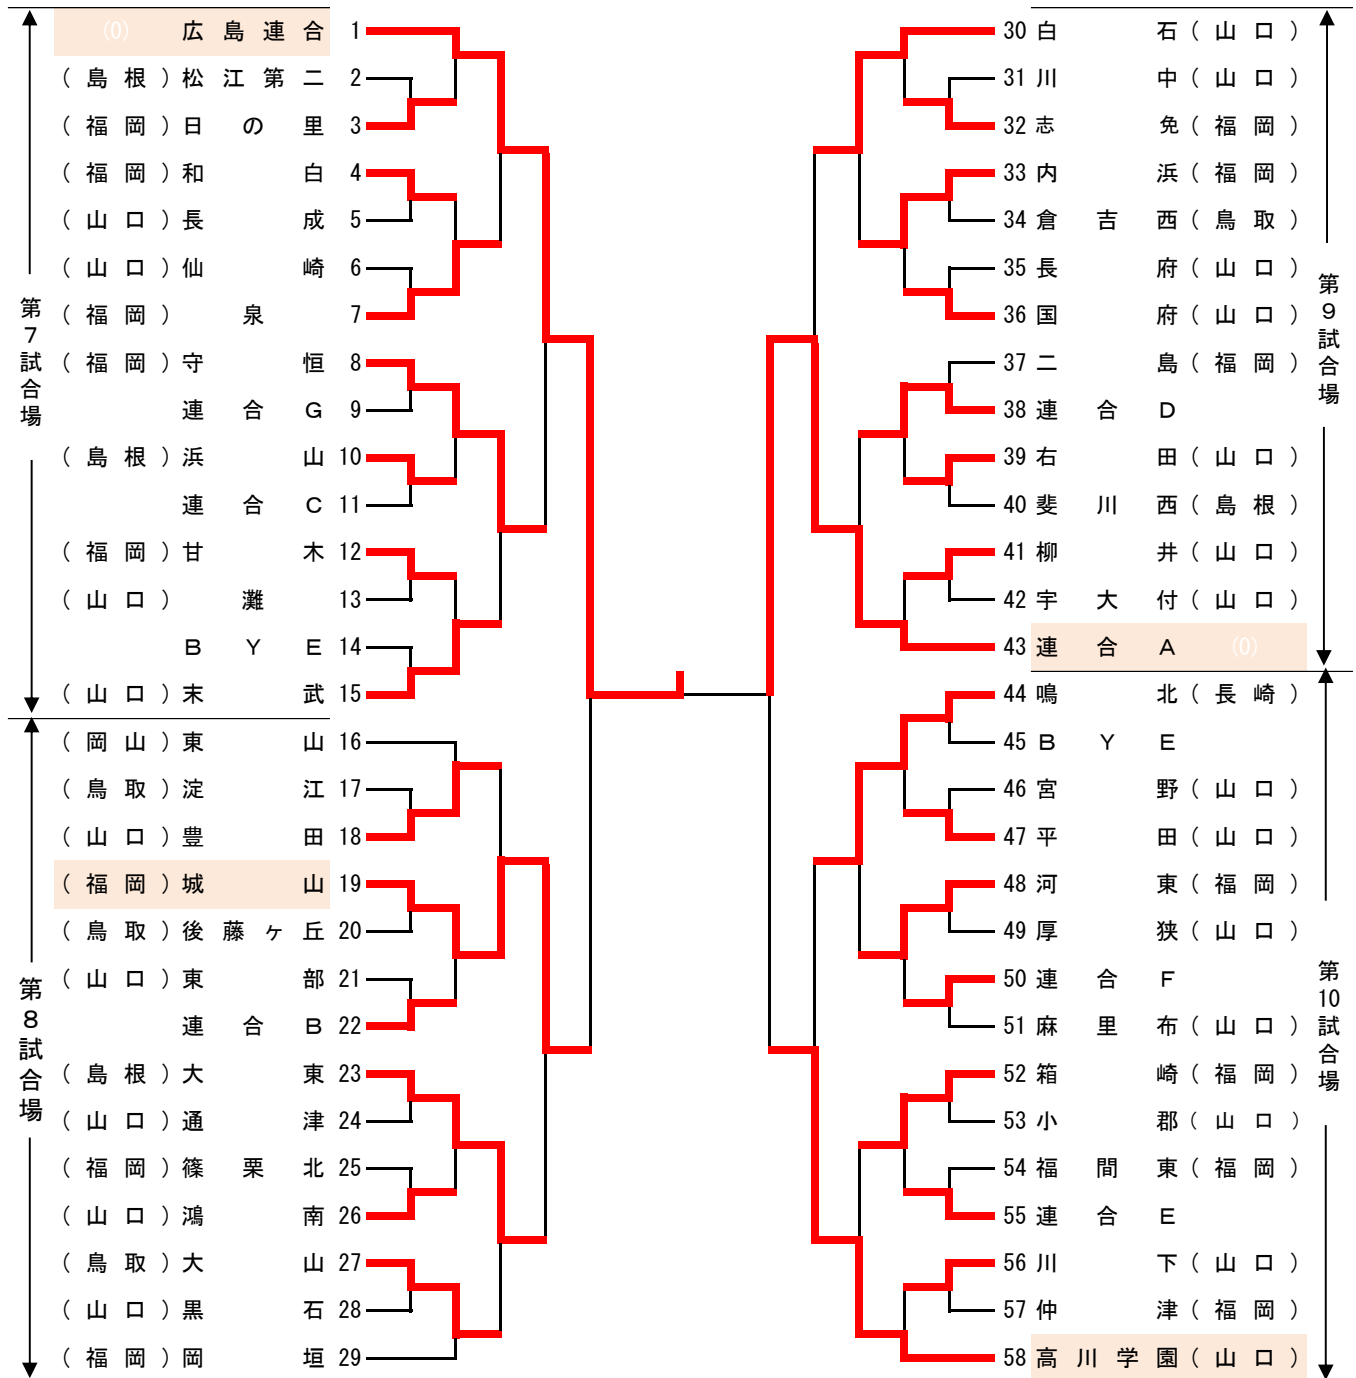 (0) 広島連合 1
(島根) 松江第二 2
(福岡) 日の里 3
(福岡) 和白 4
(山口) 長成 5
(山口) 仙崎 6
(福岡) 泉 7
(福岡) 守恒 8
連合G 9
(島根) 浜山 10
連合C 11
(福岡) 甘木 12
(山口) 灘 13
BYE 14
(山口) 末武 15
第7試合場
(岡山) 東山 16
(鳥取) 淀江 17
(山口) 豊田 18
(福岡) 城山 19
(鳥取) 後藤ヶ丘 20
(山口) 東部 21
連合B 22
(島根) 大東 23
(山口) 通津 24
(福岡) 篠栗北 25
(山口) 鴻南 26
(鳥取) 大山 27
(山口) 黒石 28
(福岡) 岡垣 29
第8試合場
30 白石 (山口)
31 川中 (山口)
32 志免 (福岡)
33 内浜 (福岡)
34 倉吉西 (鳥取)
35 長府 (山口)
36 国府 (山口)
37 二島 (福岡)
38 連合D
39 右田 (山口)
40 斐川西 (島根)
41 柳井 (山口)
42 宇大付 (山口)
43 連合A (0)
第9試合場
44 鳴北 (長崎)
45 BYE
46 宮野 (山口)
47 平田 (山口)
48 河東 (福岡)
49 厚狭 (山口)
50 連合F
51 麻里布 (山口)
52 箱崎 (福岡)
53 小郡 (山口)
54 福間東 (福岡)
55 連合E
56 川下 (山口)
57 仲津 (福岡)
58 高川学園 (山口)
第10試合場